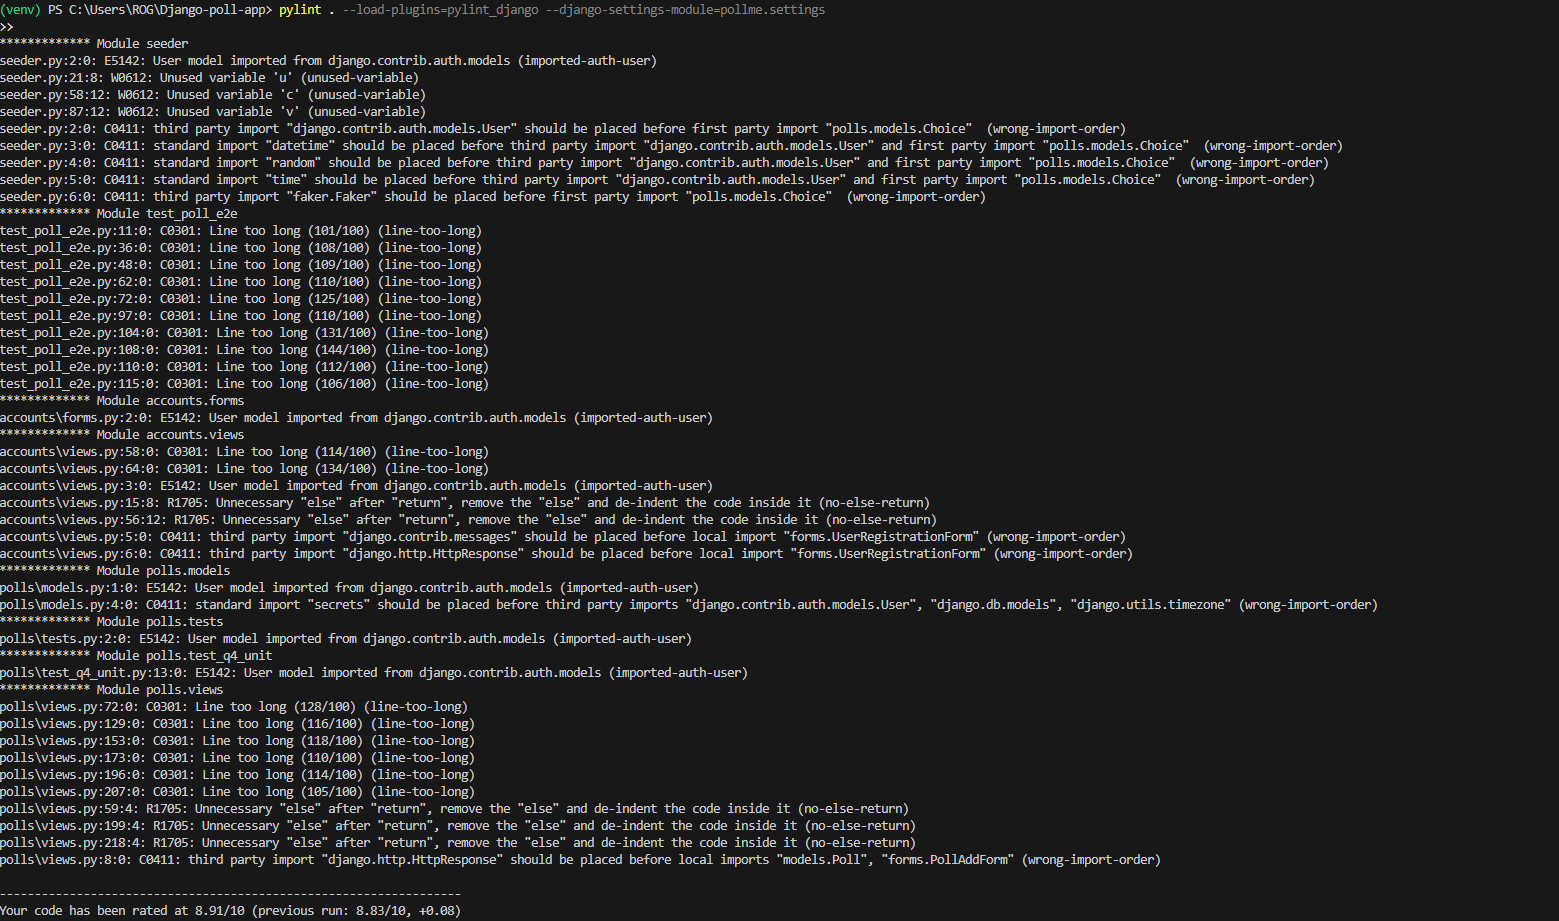 (venv) PS C:\Users\ROG\Django-poll-app> pylint . --load-plugins=pylint_django --django-settings-module=pollme.settings
>>
************* Module seeder
seeder.py:2:0: E5142: User model imported from django.contrib.auth.models (imported-auth-user)
seeder.py:21:8: W0612: Unused variable 'u' (unused-variable)
seeder.py:58:12: W0612: Unused variable 'c' (unused-variable)
seeder.py:87:12: W0612: Unused variable 'v' (unused-variable)
seeder.py:2:0: C0411: third party import "django.contrib.auth.models.User" should be placed before first party import "polls.models.Choice"  (wrong-import-order)
seeder.py:3:0: C0411: standard import "datetime" should be placed before third party import "django.contrib.auth.models.User" and first party import "polls.models.Choice"  (wrong-import-order)
seeder.py:4:0: C0411: standard import "random" should be placed before third party import "django.contrib.auth.models.User" and first party import "polls.models.Choice"  (wrong-import-order)
seeder.py:5:0: C0411: standard import "time" should be placed before third party import "django.contrib.auth.models.User" and first party import "polls.models.Choice"  (wrong-import-order)
seeder.py:6:0: C0411: third party import "faker.Faker" should be placed before first party import "polls.models.Choice"  (wrong-import-order)
************* Module test_poll_e2e
test_poll_e2e.py:11:0: C0301: Line too long (101/100) (line-too-long)
test_poll_e2e.py:36:0: C0301: Line too long (108/100) (line-too-long)
test_poll_e2e.py:48:0: C0301: Line too long (109/100) (line-too-long)
test_poll_e2e.py:62:0: C0301: Line too long (110/100) (line-too-long)
test_poll_e2e.py:72:0: C0301: Line too long (125/100) (line-too-long)
test_poll_e2e.py:97:0: C0301: Line too long (110/100) (line-too-long)
test_poll_e2e.py:104:0: C0301: Line too long (131/100) (line-too-long)
test_poll_e2e.py:108:0: C0301: Line too long (144/100) (line-too-long)
test_poll_e2e.py:110:0: C0301: Line too long (112/100) (line-too-long)
test_poll_e2e.py:115:0: C0301: Line too long (106/100) (line-too-long)
************* Module accounts.forms
accounts\forms.py:2:0: E5142: User model imported from django.contrib.auth.models (imported-auth-user)
************* Module accounts.views
accounts\views.py:58:0: C0301: Line too long (114/100) (line-too-long)
accounts\views.py:64:0: C0301: Line too long (134/100) (line-too-long)
accounts\views.py:3:0: E5142: User model imported from django.contrib.auth.models (imported-auth-user)
accounts\views.py:15:8: R1705: Unnecessary "else" after "return", remove the "else" and de-indent the code inside it (no-else-return)
accounts\views.py:56:12: R1705: Unnecessary "else" after "return", remove the "else" and de-indent the code inside it (no-else-return)
accounts\views.py:5:0: C0411: third party import "django.contrib.messages" should be placed before local import "forms.UserRegistrationForm" (wrong-import-order)
accounts\views.py:6:0: C0411: third party import "django.http.HttpResponse" should be placed before local import "forms.UserRegistrationForm" (wrong-import-order)
************* Module polls.models
polls\models.py:1:0: E5142: User model imported from django.contrib.auth.models (imported-auth-user)
polls\models.py:4:0: C0411: standard import "secrets" should be placed before third party imports "django.contrib.auth.models.User", "django.db.models", "django.utils.timezone" (wrong-import-order)
************* Module polls.tests
polls\tests.py:2:0: E5142: User model imported from django.contrib.auth.models (imported-auth-user)
************* Module polls.test_q4_unit
polls\test_q4_unit.py:13:0: E5142: User model imported from django.contrib.auth.models (imported-auth-user)
************* Module polls.views
polls\views.py:72:0: C0301: Line too long (128/100) (line-too-long)
polls\views.py:129:0: C0301: Line too long (116/100) (line-too-long)
polls\views.py:153:0: C0301: Line too long (118/100) (line-too-long)
polls\views.py:173:0: C0301: Line too long (110/100) (line-too-long)
polls\views.py:196:0: C0301: Line too long (114/100) (line-too-long)
polls\views.py:207:0: C0301: Line too long (105/100) (line-too-long)
polls\views.py:59:4: R1705: Unnecessary "else" after "return", remove the "else" and de-indent the code inside it (no-else-return)
polls\views.py:199:4: R1705: Unnecessary "else" after "return", remove the "else" and de-indent the code inside it (no-else-return)
polls\views.py:218:4: R1705: Unnecessary "else" after "return", remove the "else" and de-indent the code inside it (no-else-return)
polls\views.py:8:0: C0411: third party import "django.http.HttpResponse" should be placed before local imports "models.Poll", "forms.PollAddForm" (wrong-import-order)

------------------------------------------------------------------
Your code has been rated at 8.91/10 (previous run: 8.83/10, +0.08)